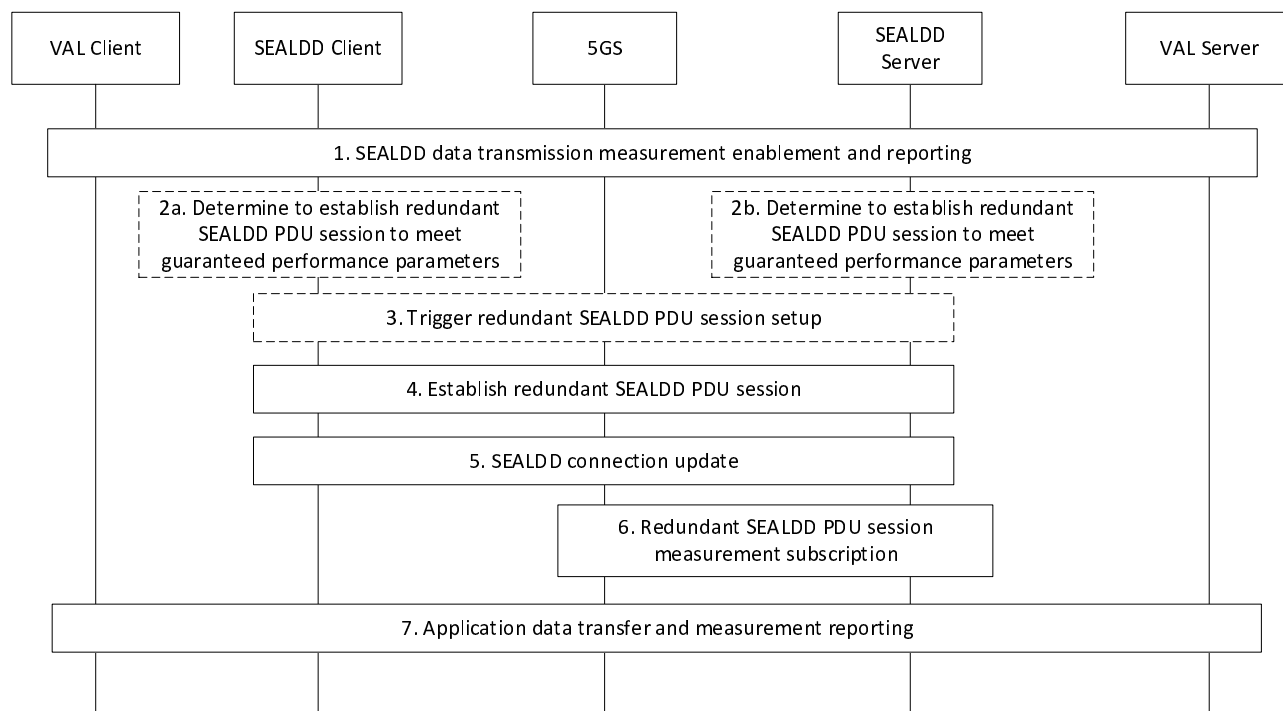 VAL Client
SEALDD Client
5GS
SEALDD
Server
VAL Server
1. SEALDD data transmission measurement enablement and reporting
2a. Determine to establish redundant
SEALDD PDU session to meet
guaranteed performance parameters
2b. Determine to establish redundant
SEALDD PDU session to meet
guaranteed performance parameters
3. Trigger redundant SEALDD PDU session setup
4. Establish redundant SEALDD PDU session
5. SEALDD connection update
6. Redundant SEALDD PDU session
measurement subscription
7. Application data transfer and measurement reporting